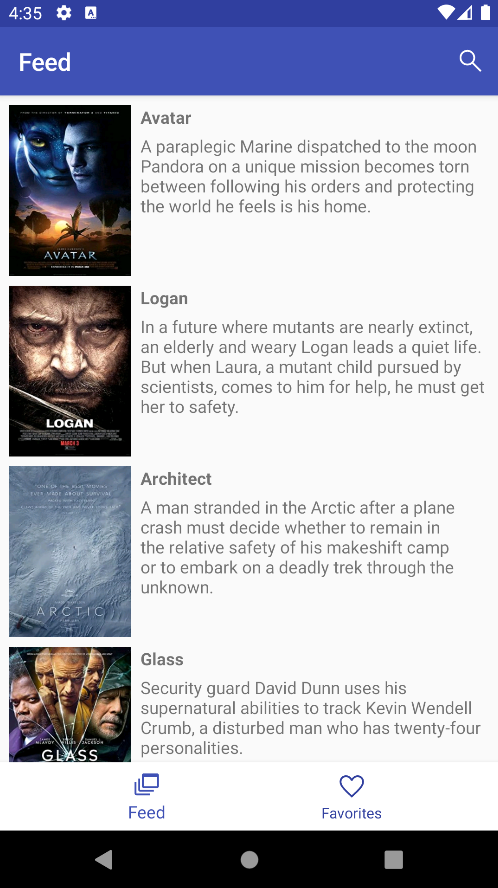 4:35
A
Feed
Avatar
A paraplegic Marine dispatched to the moon
Pandora on a unique mission becomes torn
between following his orders and protecting
the world he feels is his home.
AVATAR
Logan
In a future where mutants are nearly extinct,
an elderly and weary Logan leads a quiet life.
But when Laura, a mutant child pursued by
scientists, comes to him for help, he must get
her to safety.
LOGAN
MARCH 3
Architect
A man stranded in the Arctic after a plane
crash must decide whether to remain in
the relative safety of his makeshift camp
or to embark on a deadly trek through the
unknown.
ARCTIC
Glass
Security guard David Dunn uses his
supernatural abilities to track Kevin Wendell
Crumb, a disturbed man who has twenty-four
personalities.
GLASS
Feed
Favorites